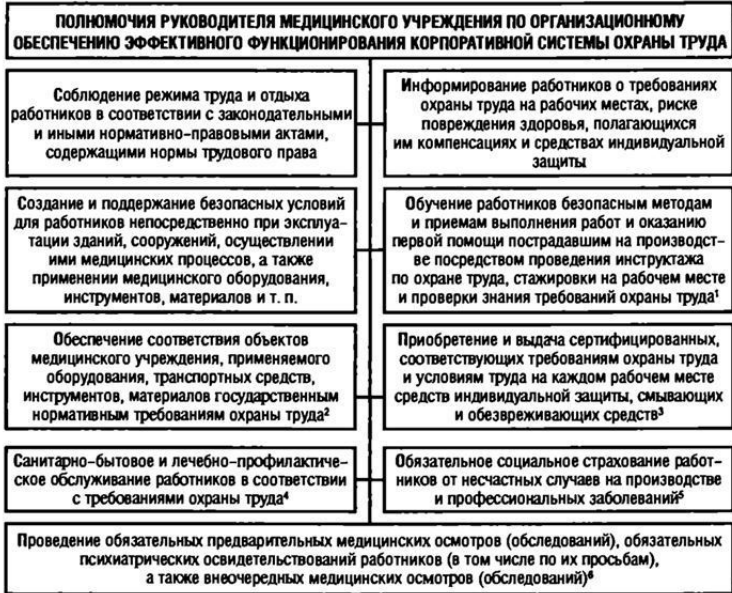 ПОЛНОМОЧИЯ РУКОВОДИТЕЛЯ МЕДИЦИНСКОГО УЧРЕЖДЕНИЯ ПО ОРГАНИЗАЦИОННОМУ
ОБЕСПЕЧЕНИЮ ЭФФЕКТИВНОГО ФУНКЦИОНИРОВАНИЯ КОРПОРАТИВНОЙ СИСТЕМЫ ОХРАНЫ ТРУДА
Соблюдение режима труда и отдыха
работников в соответствии с законодательными
и иными нормативно-правовыми актами,
содержащими нормы трудового права
Информирование работников о требованиях
охраны труда на рабочих местах, риске
повреждения здоровья, полагающихся
им компенсациях и средствах индивидуальной
защиты
Создание и поддержание безопасных условий
для работников непосредственно при эксплуа-
тации зданий, сооружений, осуществлении
ими медицинских процессов, а также
применении медицинского оборудования,
инструментов, материалов и т. п.
Обучение работников безопасным методам
и приемам выполнения работ и оказанию
первой помощи пострадавшим на производст-
ве посредством проведения инструктажа
по охране труда, стажировки на рабочем месте
и проверки знания требований охраны труда¹
Обеспечение соответствия объектов
медицинского учреждения, применяемого
оборудования, транспортных средств,
инструментов, материалов государственным
нормативным требованиям охраны труда²
Приобретение и выдача сертифицированных,
соответствующих требованиям охраны труда
и условиям труда на каждом рабочем месте
средств индивидуальной защиты, смывающих
и обезвреживающих средств³
Санитарно-бытовое и лечебно-профилактиче-
ское обслуживание работников в соответствии
с требованиями охраны труда⁴
Обязательное социальное страхование работ-
ников от несчастных случаев на производстве
и профессиональных заболеваний⁵
Проведение обязательных предварительных медицинских осмотров (обследований), обязательных
психиатрических освидетельствований работников (в том числе по их просьбам),
а также внеочередных медицинских осмотров (обследований)⁶